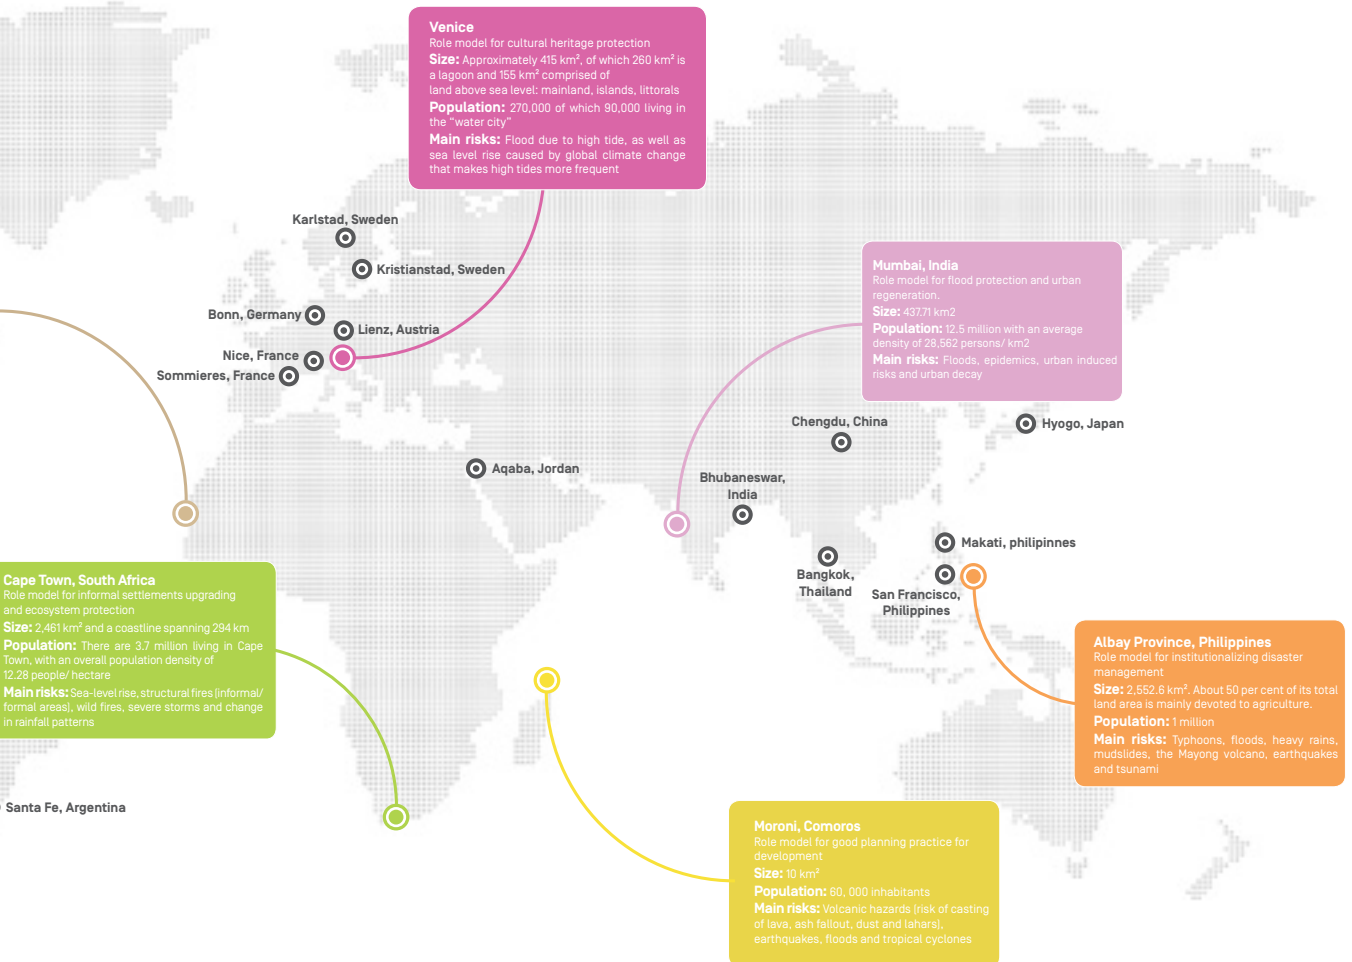 Venice
Role model for cultural heritage protection
Size: Approximately 415 km², of which 260 km² is
a lagoon and 155 km² comprised of
land above sea level: mainland, islands, littorals
Population: 270,000 of which 90,000 living in
the “water city”
Main risks: Flood due to high tide, as well as
sea level rise caused by global climate change
that makes high tides more frequent
Karlstad, Sweden
Kristianstad, Sweden
Bonn, Germany
Lienz, Austria
Nice, France
Sommieres, France
Mumbai, India
Role model for flood protection and urban
regeneration.
Size: 437.71 km2
Population: 12.5 million with an average
density of 28,562 persons/ km2
Main risks: Floods, epidemics, urban induced
risks and urban decay
Chengdu, China
Hyogo, Japan
Aqaba, Jordan
Bhubaneswar,
India
Makati, philipinnes
Bangkok,
Thailand
San Francisco,
Philippines
Cape Town, South Africa
Role model for informal settlements upgrading
and ecosystem protection
Size: 2,461 km² and a coastline spanning 294 km
Population: There are 3.7 million living in Cape
Town, with an overall population density of
12.28 people/ hectare
Main risks: Sea-level rise, structural fires (informal/
formal areas), wild fires, severe storms and change
in rainfall patterns
Albay Province, Philippines
Role model for institutionalizing disaster
management
Size: 2,552.6 km². About 50 per cent of its total
land area is mainly devoted to agriculture.
Population: 1 million
Main risks: Typhoons, floods, heavy rains,
mudslides, the Mayong volcano, earthquakes
and tsunami
Santa Fe, Argentina
Moroni, Comoros
Role model for good planning practice for
development
Size: 10 km²
Population: 60, 000 inhabitants
Main risks: Volcanic hazards (risk of casting
of lava, ash fallout, dust and lahars),
earthquakes, floods and tropical cyclones